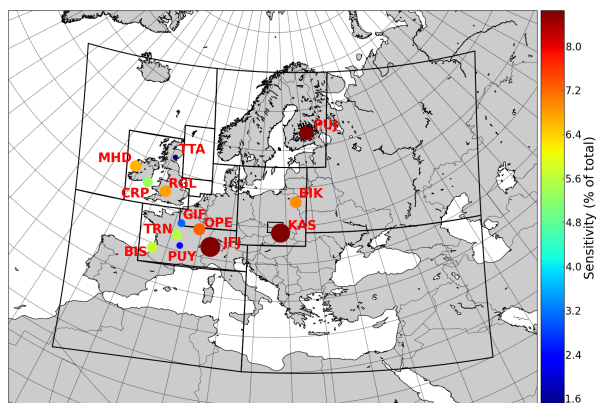 PUJ
TTA
MHD
CRP
RGL
BIK
GIF
OPE
KAS
TRN
JFJ
BIS
PUY
8.0
7.2
6.4
5.6
4.8
4.0
3.2
2.4
1.6
Sensitivity (% of total)